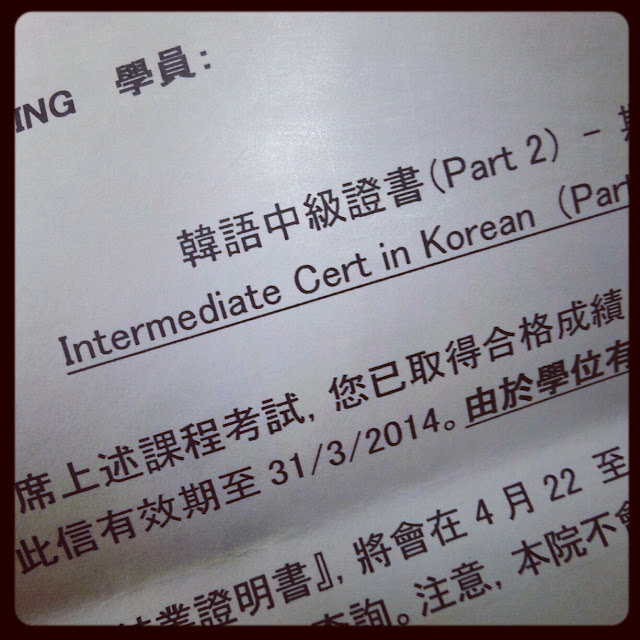 ING 學員：
韓語中級證書(Part 2) -
Intermediate Cert in Korean (Part
席上述課程考試, 您已取得合格成績
此信有效期至 31/3/2014。由於學位有
業證明書』, 將會在 4 月 22 至
查詢。注意, 本院不會